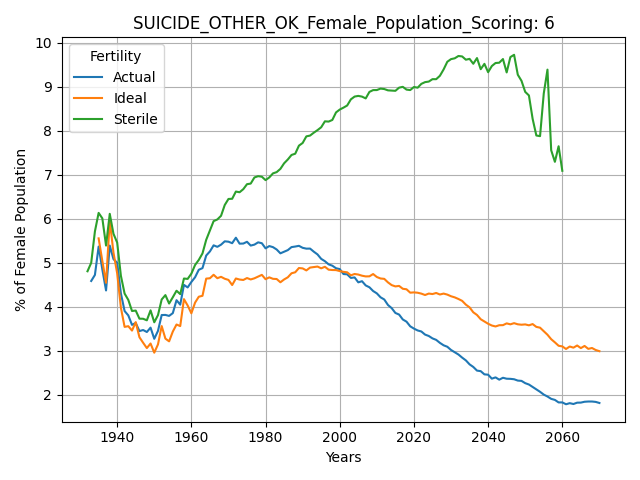 SUICIDE_OTHER_OK_Female_Population_Scoring: 6
Fertility
Actual
Ideal
Sterile
% of Female Population
10
9
8
7
6
5
4
3
2
1940 1960 1980 2000 2020 2040 2060
Years